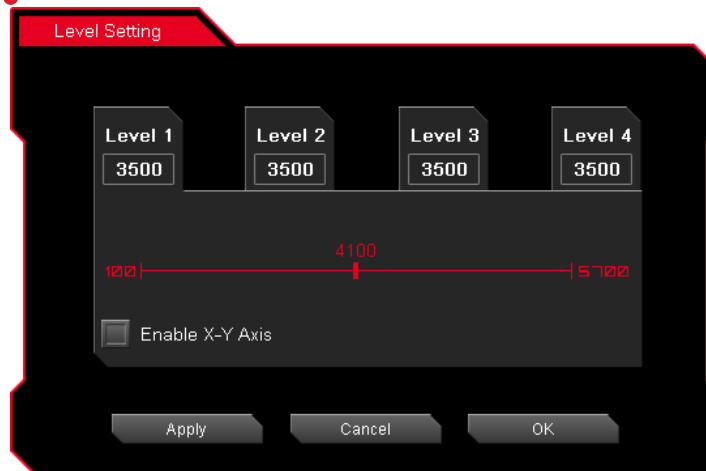 Level Setting
Level 1 Level 2 Level 3 Level 4
3500 3500 3500 3500
4100
100 5700
Enable X-Y Axis
Apply Cancel OK